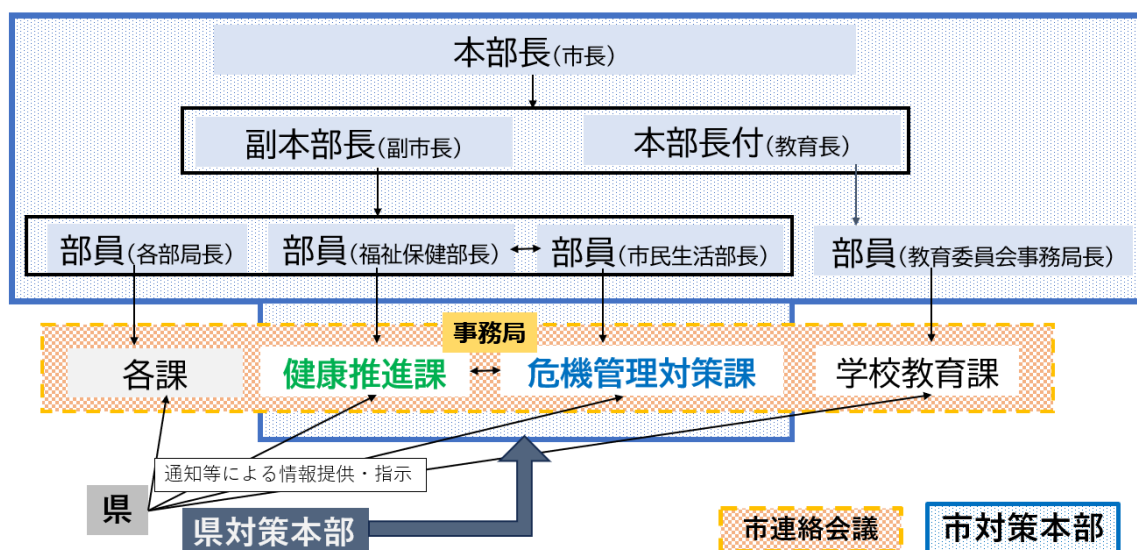 本部長(市長)
副本部長(副市長)
本部長付(教育長)
部員(各部局長)
部員(福祉保健部長)
部員(市民生活部長)
部員(教育委員会事務局長)
事務局
各課
健康推進課
危機管理対策課
学校教育課
通知等による情報提供・指示
県
県対策本部
市連絡会議
市対策本部